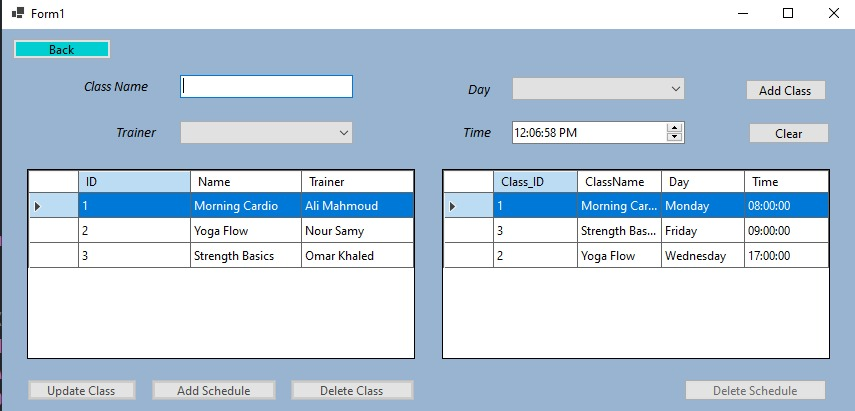 Form1
Back
Class Name
Day
Add Class
Trainer
Time 12:06:58 PM
Clear
ID Name Trainer
1 Morning Cardio Ali Mahmoud
2 Yoga Flow Nour Samy
3 Strength Basics Omar Khaled
Class_ID ClassName Day Time
1 Morning Car... Monday 08:00:00
3 Strength Bas... Friday 09:00:00
2 Yoga Flow Wednesday 17:00:00
Update Class Add Schedule Delete Class
Delete Schedule